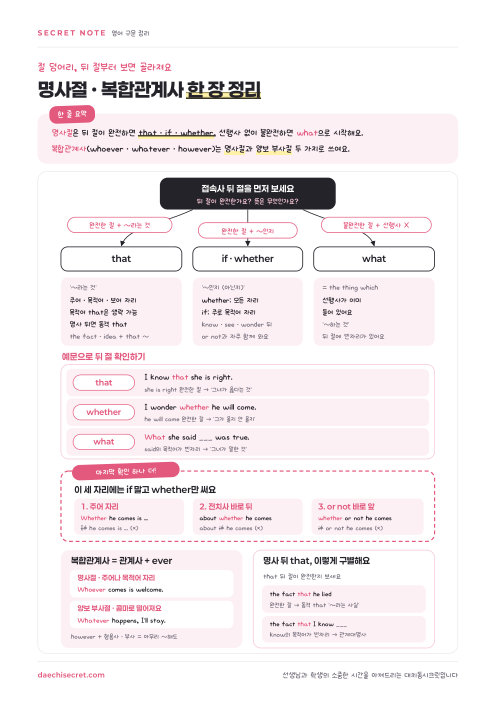 SECRET NOTE 영어 구문 정리
절 덩어리, 뒤 절부터 보면 골라져요
명사절 · 복합관계사 한 장 정리
한 줄 요약
명사절은 뒤 절이 완전하면 that · if · whether, 선행사 없이 불완전하면 what으로 시작해요.
복합관계사(whoever · whatever · however)는 명사절과 양보 부사절 두 가지로 쓰여요.
접속사 뒤 절을 먼저 보세요
뒤 절이 완전한가요? 뜻은 무엇인가요?
완전한 절 + ~라는 것
완전한 절 + ~인지
불완전한 절 + 선행사 X
that
if · whether
what
'~라는 것'
주어 · 목적어 · 보어 자리
목적어 that은 생략 가능
명사 뒤면 동격 that
the fact · idea + that ~
'~인지 (아닌지)'
whether: 모든 자리
if: 주로 목적어 자리
know · see · wonder 뒤
or not과 자주 함께 와요
= the thing which
선행사가 이미
들어 있어요
'~하는 것'
뒤 절에 빈자리가 있어요
예문으로 뒤 절 확인하기
that
I know that she is right.
she is right 완전한 절 → '그녀가 옳다는 것'
whether
I wonder whether he will come.
he will come 완전한 절 → '그가 올지 안 올지'
what
What she said ___ was true.
said의 목적어가 빈자리 → '그녀가 말한 것'
마지막 확인 하나 더!
이 세 자리에는 if 말고 whether만 써요
1. 주어 자리
Whether he comes is …
If he comes is … (×)
2. 전치사 바로 뒤
about whether he comes
about if he comes (×)
3. or not 바로 앞
whether or not he comes
if or not he comes (×)
복합관계사 = 관계사 + ever
명사절 · 주어나 목적어 자리
Whoever comes is welcome.
양보 부사절 · 콤마로 떨어져요
Whatever happens, I'll stay.
however + 형용사 · 부사 = 아무리 ~해도
명사 뒤 that, 이렇게 구별해요
that 뒤 절이 완전한지 보세요
the fact that he lied
완전한 절 → 동격 that '~라는 사실'
the fact that I know ___
know의 목적어가 빈자리 → 관계대명사
daechisecret.com
선생님과 학생의 소중한 시간을 아껴드리는 대치동시크릿입니다